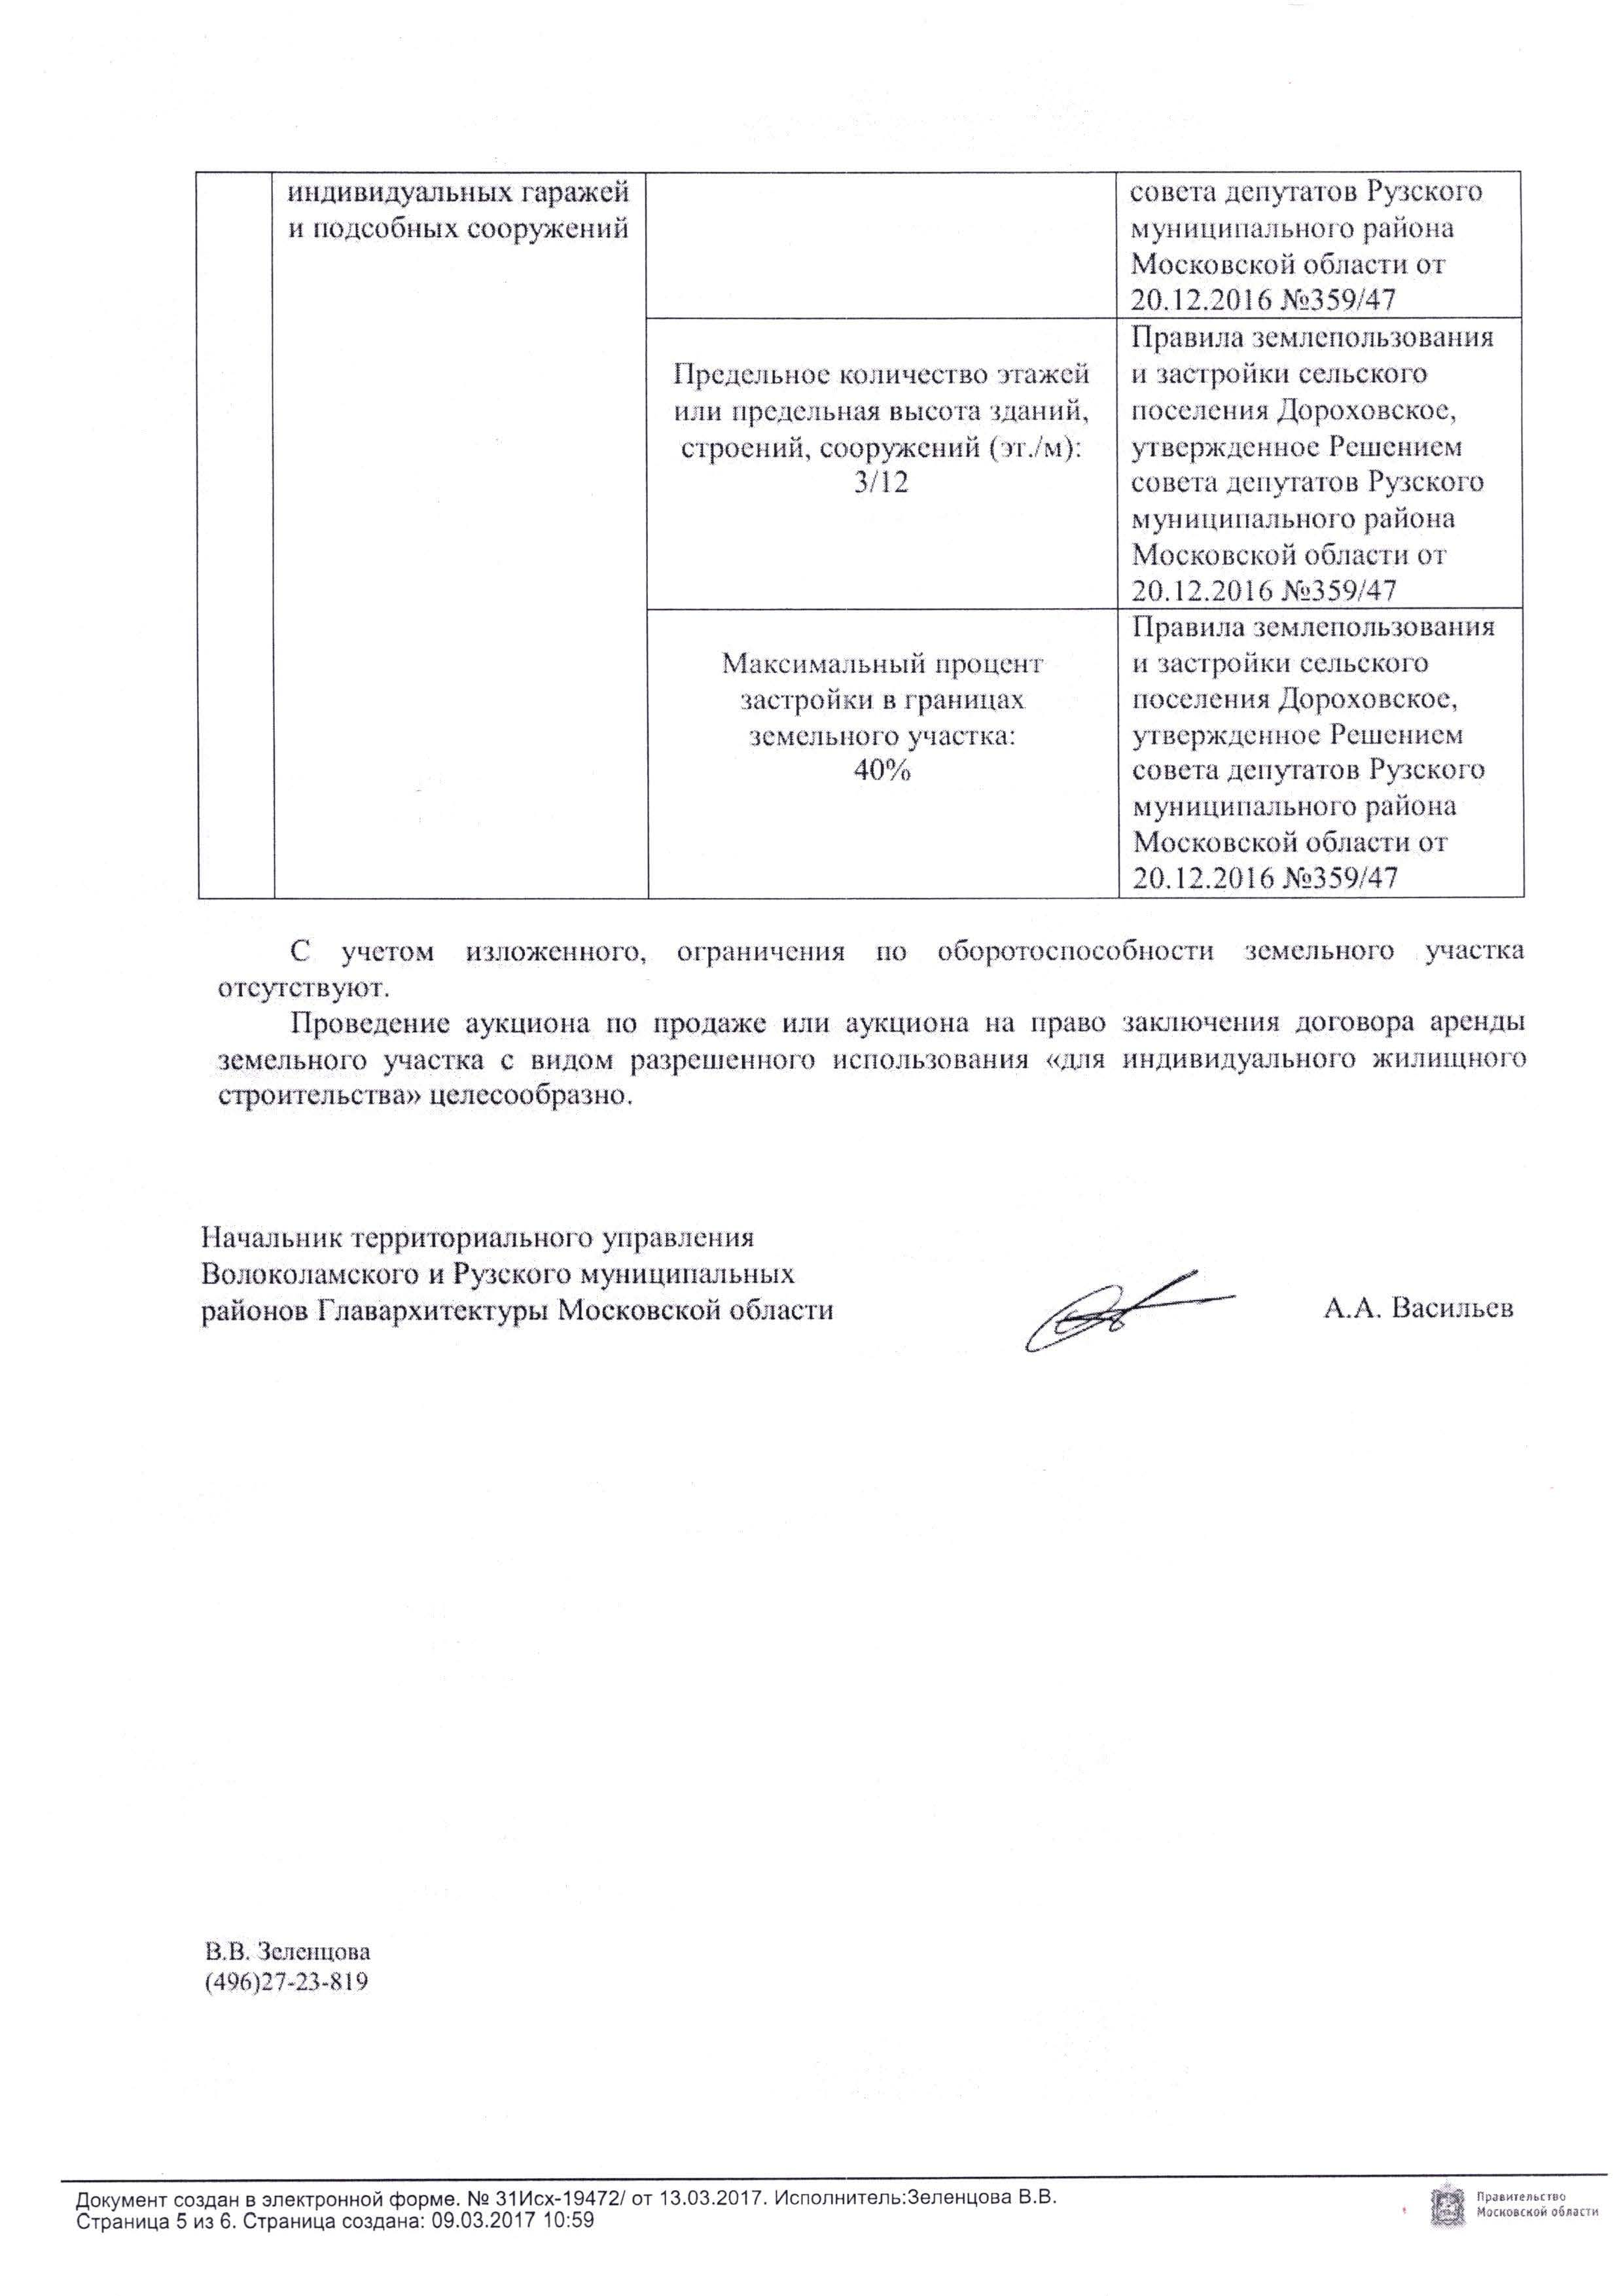 индивидуальных гаражей
и подсобных сооружений
совета депутатов Рузского
муниципального района
Московской области от
20.12.2016 №359/47
Предельное количество этажей
или предельная высота зданий,
строений, сооружений (эт./м):
3/12
Правила землепользования
и застройки сельского
поселения Дороховское,
утвержденное Решением
совета депутатов Рузского
муниципального района
Московской области от
20.12.2016 №359/47
Максимальный процент
застройки в границах
земельного участка:
40%
Правила землепользования
и застройки сельского
поселения Дороховское,
утвержденное Решением
совета депутатов Рузского
муниципального района
Московской области от
20.12.2016 №359/47
С учетом изложенного, ограничения по оборотоспособности земельного участка
отсутствуют.
Проведение аукциона по продаже или аукциона на право заключения договора аренды
земельного участка с видом разрешенного использования «для индивидуального жилищного
строительства» целесообразно.
Начальник территориального управления
Волоколамского и Рузского муниципальных
районов Главархитектуры Московской области
А.А. Васильев
В.В. Зеленцова
(496)27-23-819
Документ создан в электронной форме. № 31Исх-19472/ от 13.03.2017. Исполнитель:Зеленцова В.В.
Страница 5 из 6. Страница создана: 09.03.2017 10:59
Правительство
Московской области